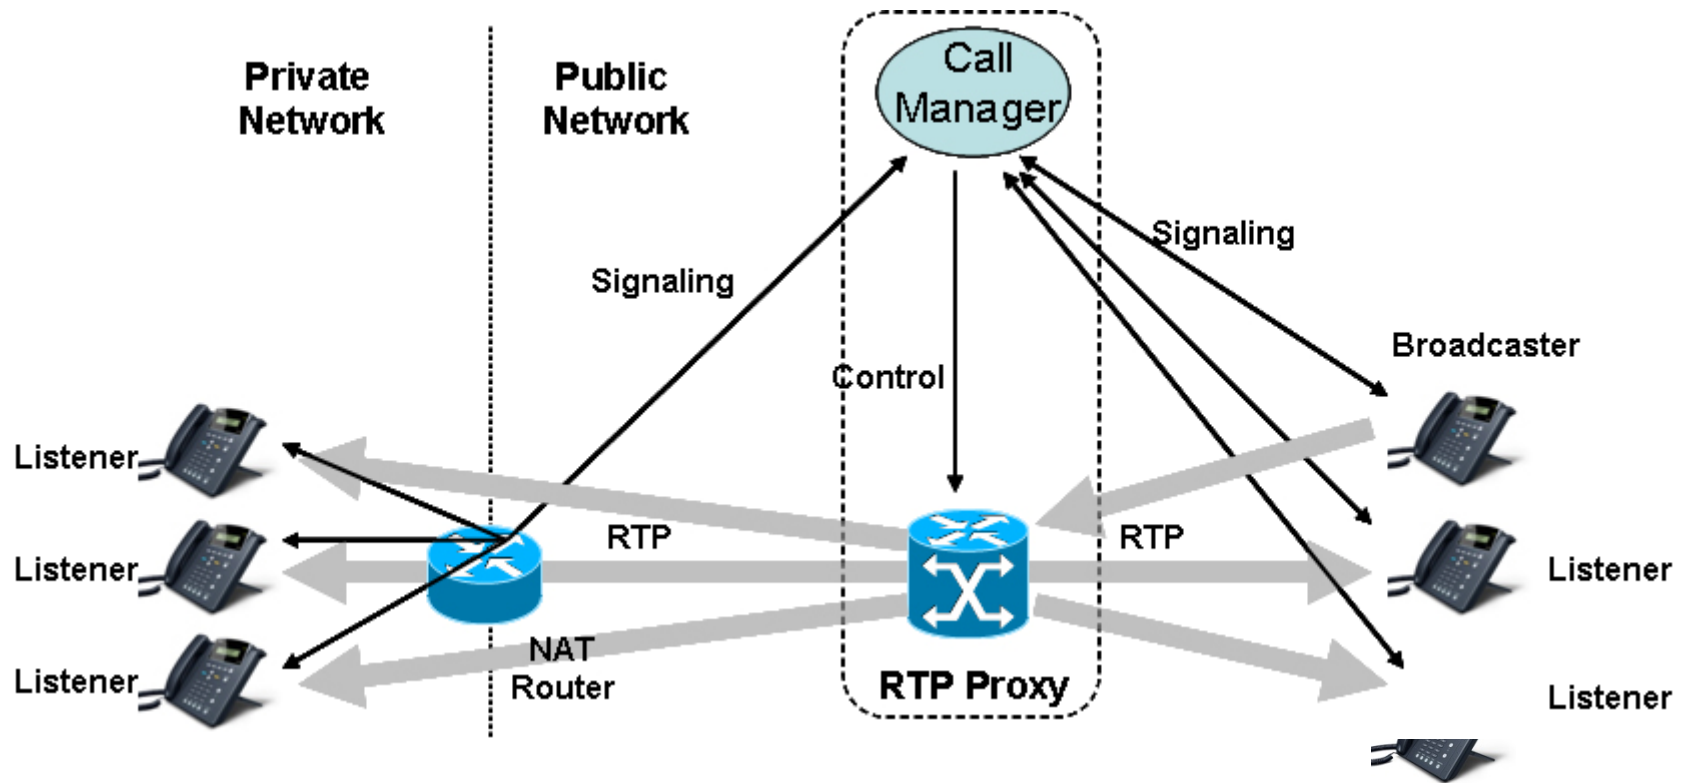 Call
Manager
Private
Network
Public
Network
Signaling
Signaling
Control
Broadcaster
Listener
RTP
RTP
Listener
Listener
NAT
Router
Listener
RTP Proxy
Listener